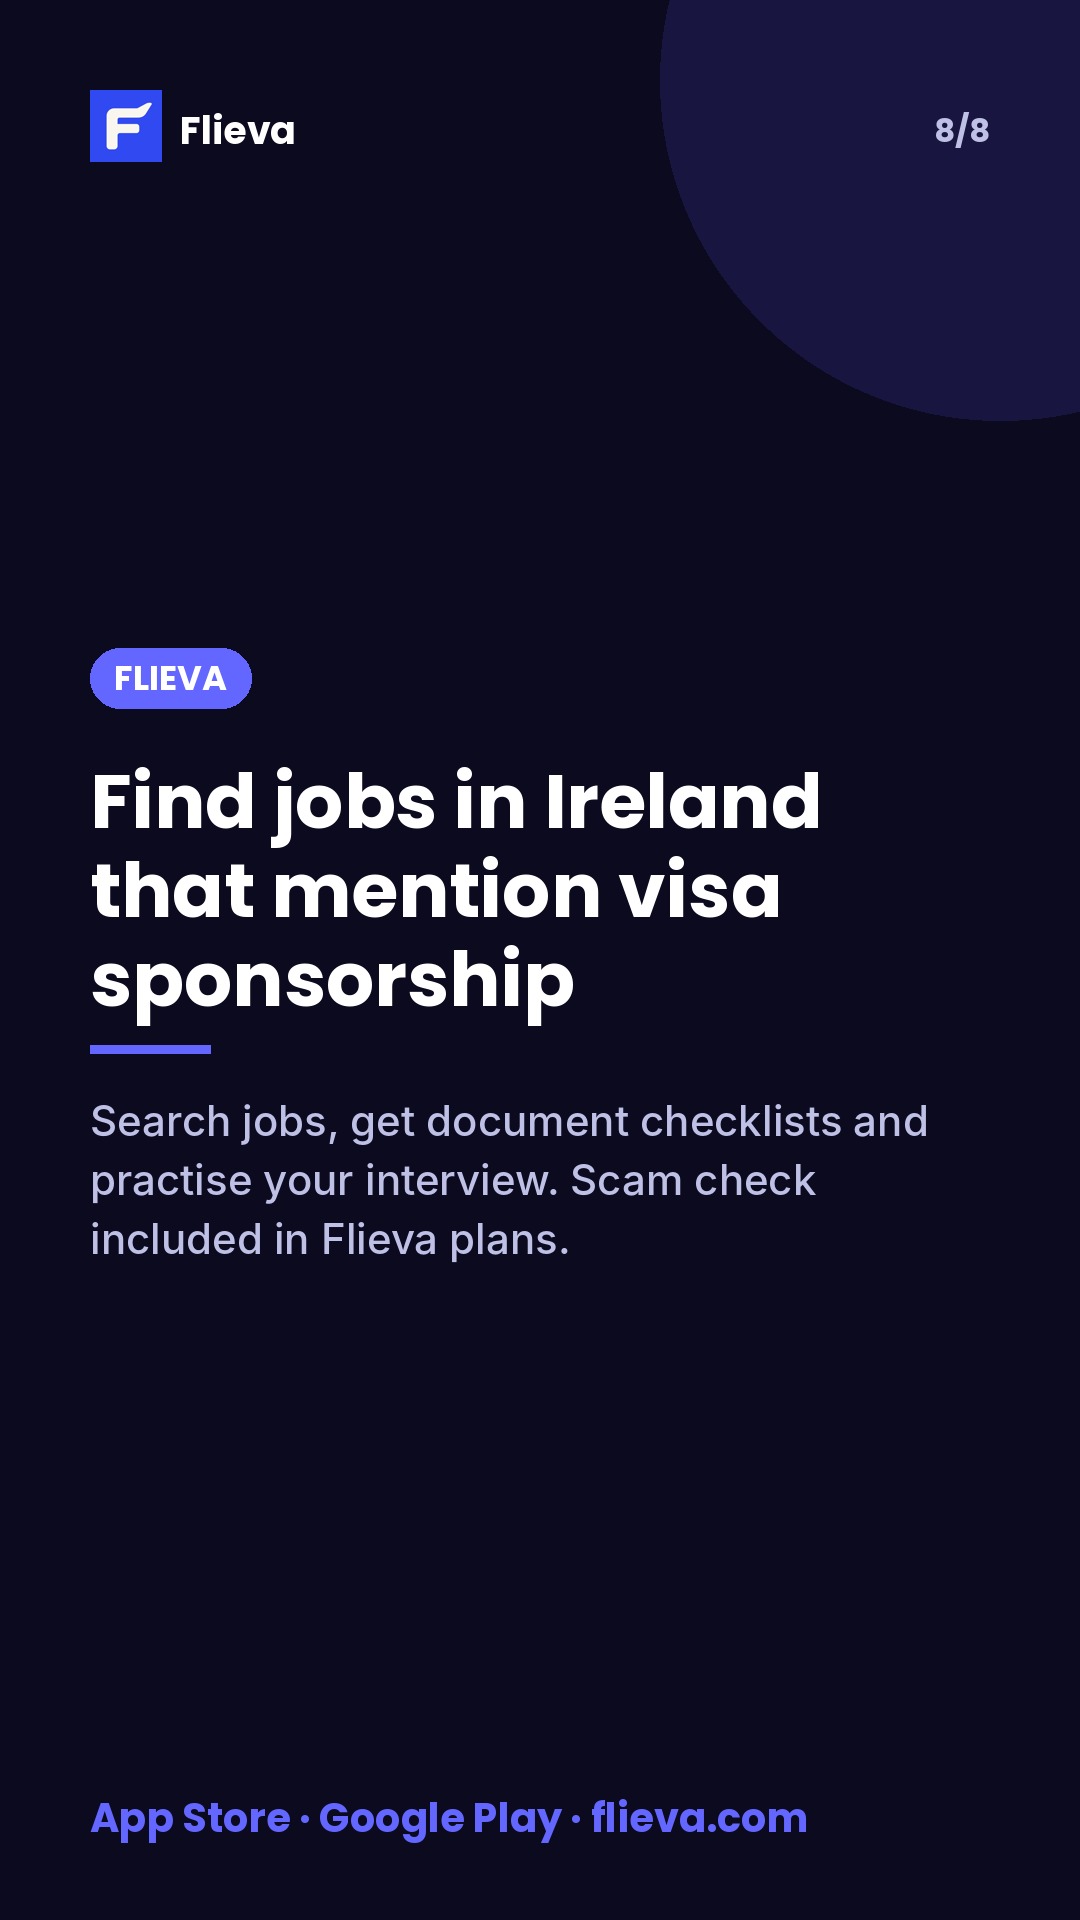 Flieva
8/8
FLIEVA
Find jobs in Ireland
that mention visa
sponsorship
Search jobs, get document checklists and
practise your interview. Scam check
included in Flieva plans.
App Store · Google Play · flieva.com